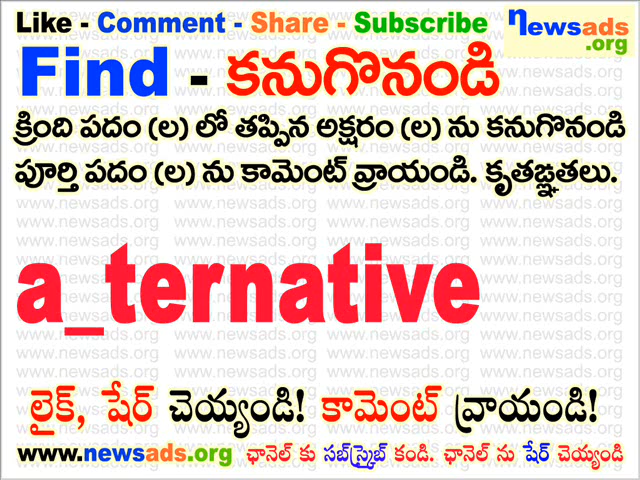 Like - Comment - Share - Subscribe
newsads
.org
Find - కనుగొనండి
క్రింది పదం (ల) లో తప్పిన అక్షరం (ల) ను కనుగొనండి
పూర్తి పదం (ల) ను కామెంట్ వ్రాయండి. కృతజ్ఞతలు.
a_ternative
లైక్, షేర్ చెయ్యండి! కామెంట్ వ్రాయండి!
www.newsads.org ఛానెల్ కు సబ్‌స్క్రైబ్ కండి. ఛానెల్ ను షేర్ చెయ్యండి